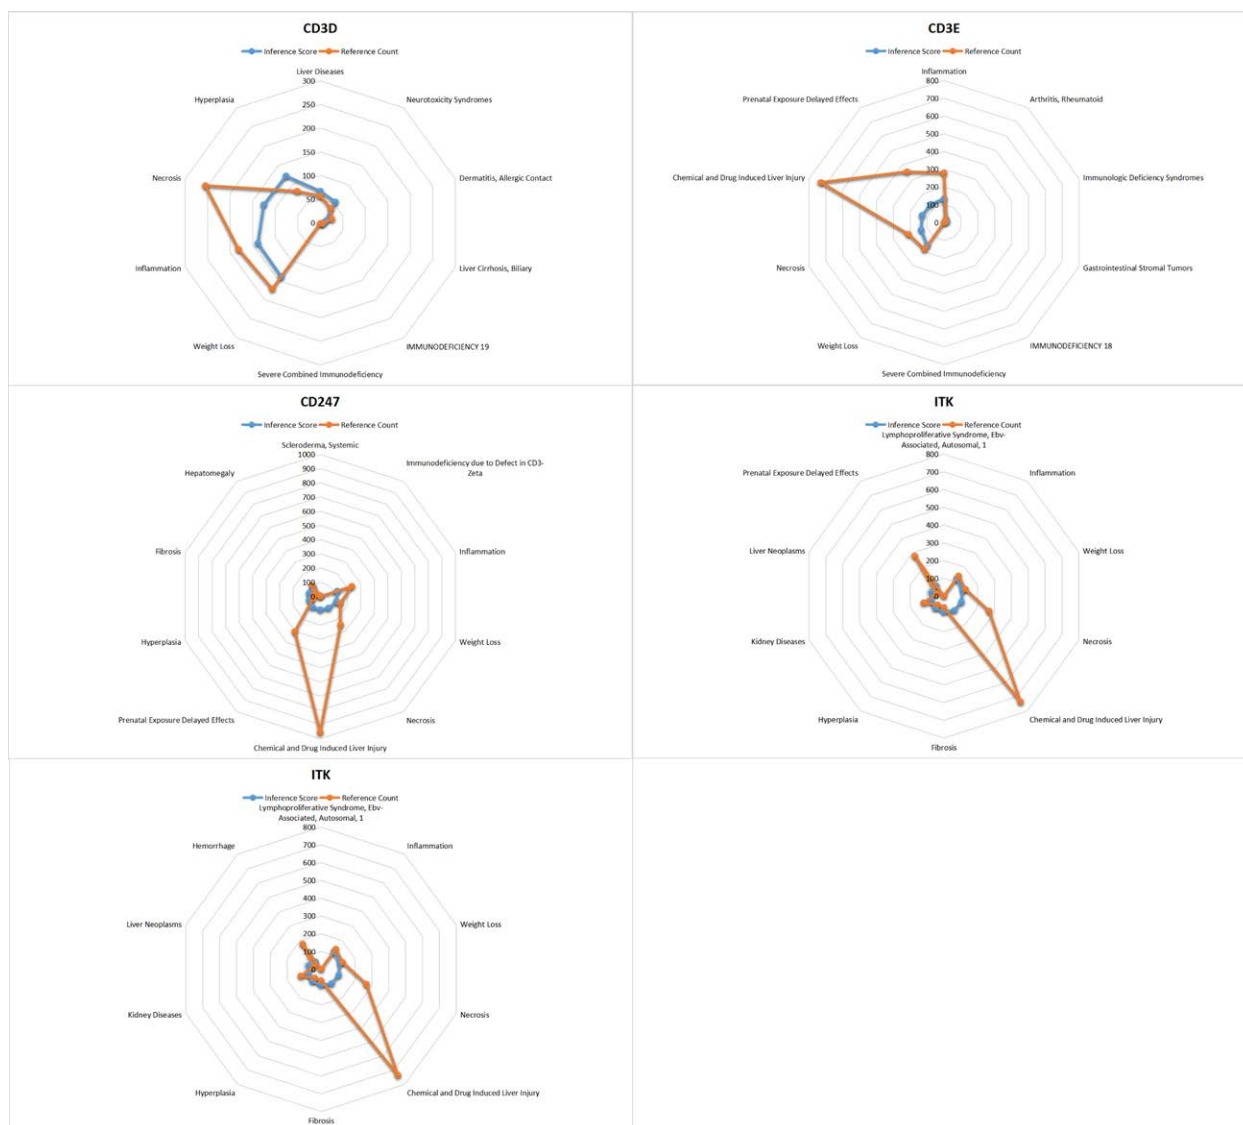 CD3D
Inference Score Reference Count
Liver Diseases
300
250
200
150
100
50
0
Hyperplasia
Neurotoxicity Syndromes
Necrosis
Dermatitis, Allergic Contact
Inflammation
Liver Cirrhosis, Biliary
Weight Loss
IMMUNODEFICIENCY 19
Severe Combined Immunodeficiency
CD3E
Inference Score Reference Count
Inflammation
800
700
600
500
400
300
200
100
0
Prenatal Exposure Delayed Effects
Arthritis, Rheumatoid
Chemical and Drug Induced Liver Injury
Immunologic Deficiency Syndromes
Necrosis
Gastrointestinal Stromal Tumors
Weight Loss
IMMUNODEFICIENCY 18
Severe Combined Immunodeficiency
CD247
Inference Score Reference Count
Scleroderma, Systemic
1000
900
800
700
600
500
400
300
200
100
0
Hepatomegaly
Immunodeficiency due to Defect in CD3-
Zeta
Fibrosis
Inflammation
Hyperplasia
Weight Loss
Prenatal Exposure Delayed Effects
Necrosis
Chemical and Drug Induced Liver Injury
ITK
Inference Score Reference Count
Lymphoproliferative Syndrome, Ebv-
Associated, Autosomal, 1
800
700
600
500
400
300
200
100
0
Prenatal Exposure Delayed Effects
Inflammation
Liver Neoplasms
Weight Loss
Kidney Diseases
Necrosis
Hyperplasia
Chemical and Drug Induced Liver Injury
Fibrosis
ITK
Inference Score Reference Count
Lymphoproliferative Syndrome, Ebv-
Associated, Autosomal, 1
800
700
600
500
400
300
200
100
0
Hemorrhage
Inflammation
Liver Neoplasms
Weight Loss
Kidney Diseases
Necrosis
Hyperplasia
Chemical and Drug Induced Liver Injury
Fibrosis